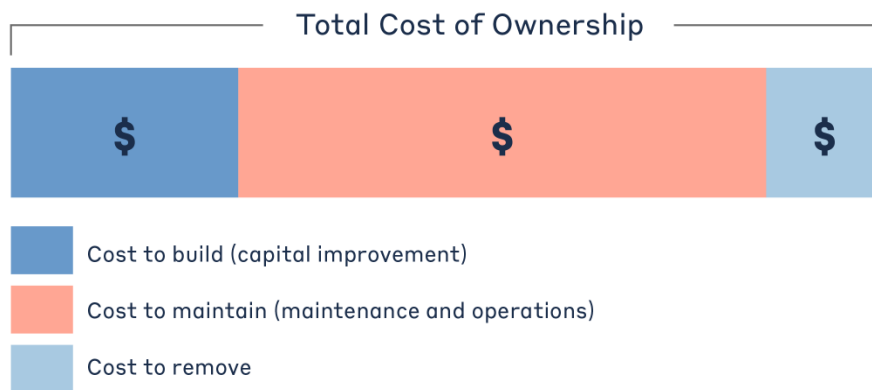 Total Cost of Ownership
$ $ $
Cost to build (capital improvement)
Cost to maintain (maintenance and operations)
Cost to remove